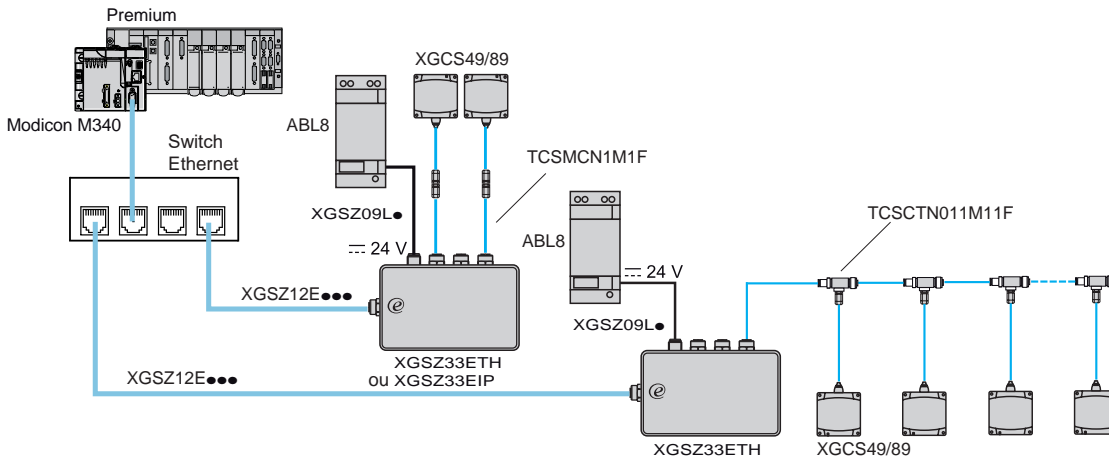 Premium
XGCS49/89
Modicon M340
ABL8
Switch
Ethernet
TCSMCN1M1F
XGSZ09L●
ABL8
TCSCTN011M11F
24 V
24 V
XGSZ12E●●●
XGSZ09L●
XGSZ33ETH
ou XGSZ33EIP
XGSZ12E●●●
XGSZ33ETH
XGCS49/89